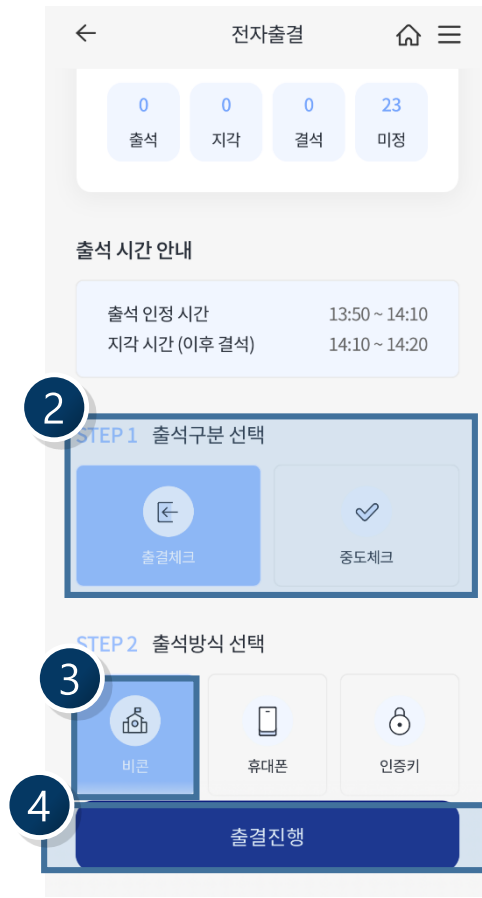 전자출결
0 0 0 23
출석 지각 결석 미정
출석 시간 안내
출석 인정 시간 13:50 ~ 14:10
지각 시간 (이후 결석) 14:10 ~ 14:20
2
STEP 1 출석구분 선택
출결체크 중도체크
STEP 2 출석방식 선택
3
비콘 휴대폰 인증키
4
출결진행